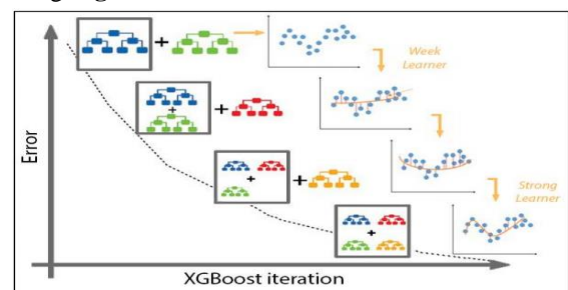 Week
Learner
Error
Strong
Learner
XGBoost iteration